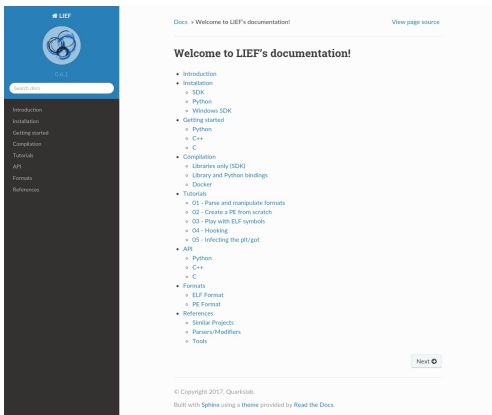 LIEF
0.6.1
Search docs
Introduction
Installation
Getting started
Compilation
Tutorials
API
Formats
References
Docs » Welcome to LIEF's documentation!
View page source
Welcome to LIEF's documentation!
Introduction
Installation
SDK
Python
Windows SDK
Getting started
Python
C++
C
Compilation
Libraries only (SDK)
Library and Python bindings
Docker
Tutorials
01 - Parse and manipulate formats
02 - Create a PE from scratch
03 - Play with ELF symbols
04 - Hooking
05 - Infecting the plt/got
API
Python
C++
C
Formats
ELF Format
PE Format
References
Similar Projects
Parsers/Modifiers
Tools
Next
© Copyright 2017, Quarkslab.
Built with Sphinx using a theme provided by Read the Docs.